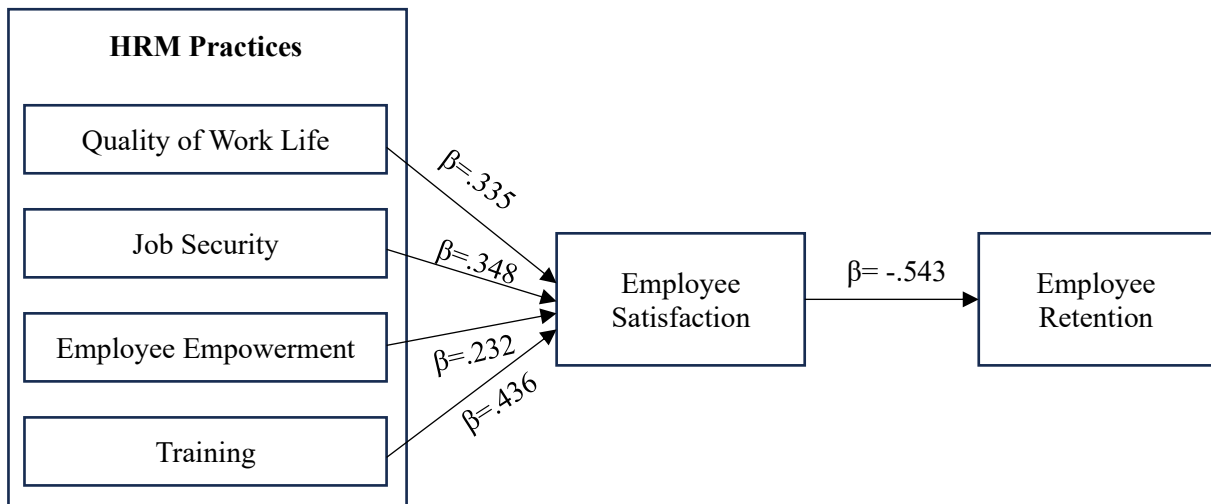 HRM Practices
Quality of Work Life
β=.335
Job Security
β=.348
Employee Empowerment
β=.232
Training
β=.436
Employee
Satisfaction
β= -.543
Employee
Retention